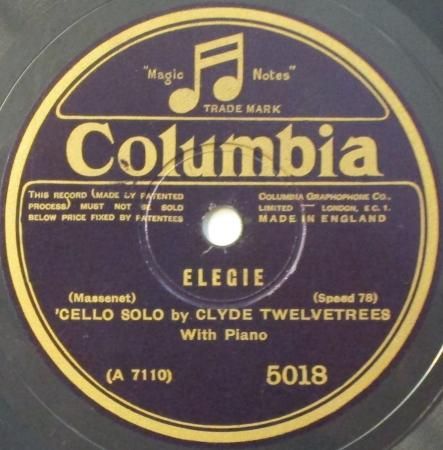 "Magic Notes"
TRADE MARK
Columbia
THIS RECORD (MADE BY PATENTED
PROCESS) MUST NOT BE SOLD
BELOW PRICE FIXED BY PATENTEES
COLUMBIA GRAPHOPHONE CO.,
LIMITED LONDON, E.C.1.
MADE IN ENGLAND
ELEGIE
(Massenet) (Speed 78)
'CELLO SOLO by CLYDE TWELVETREES
With Piano
(A 7110) 5018